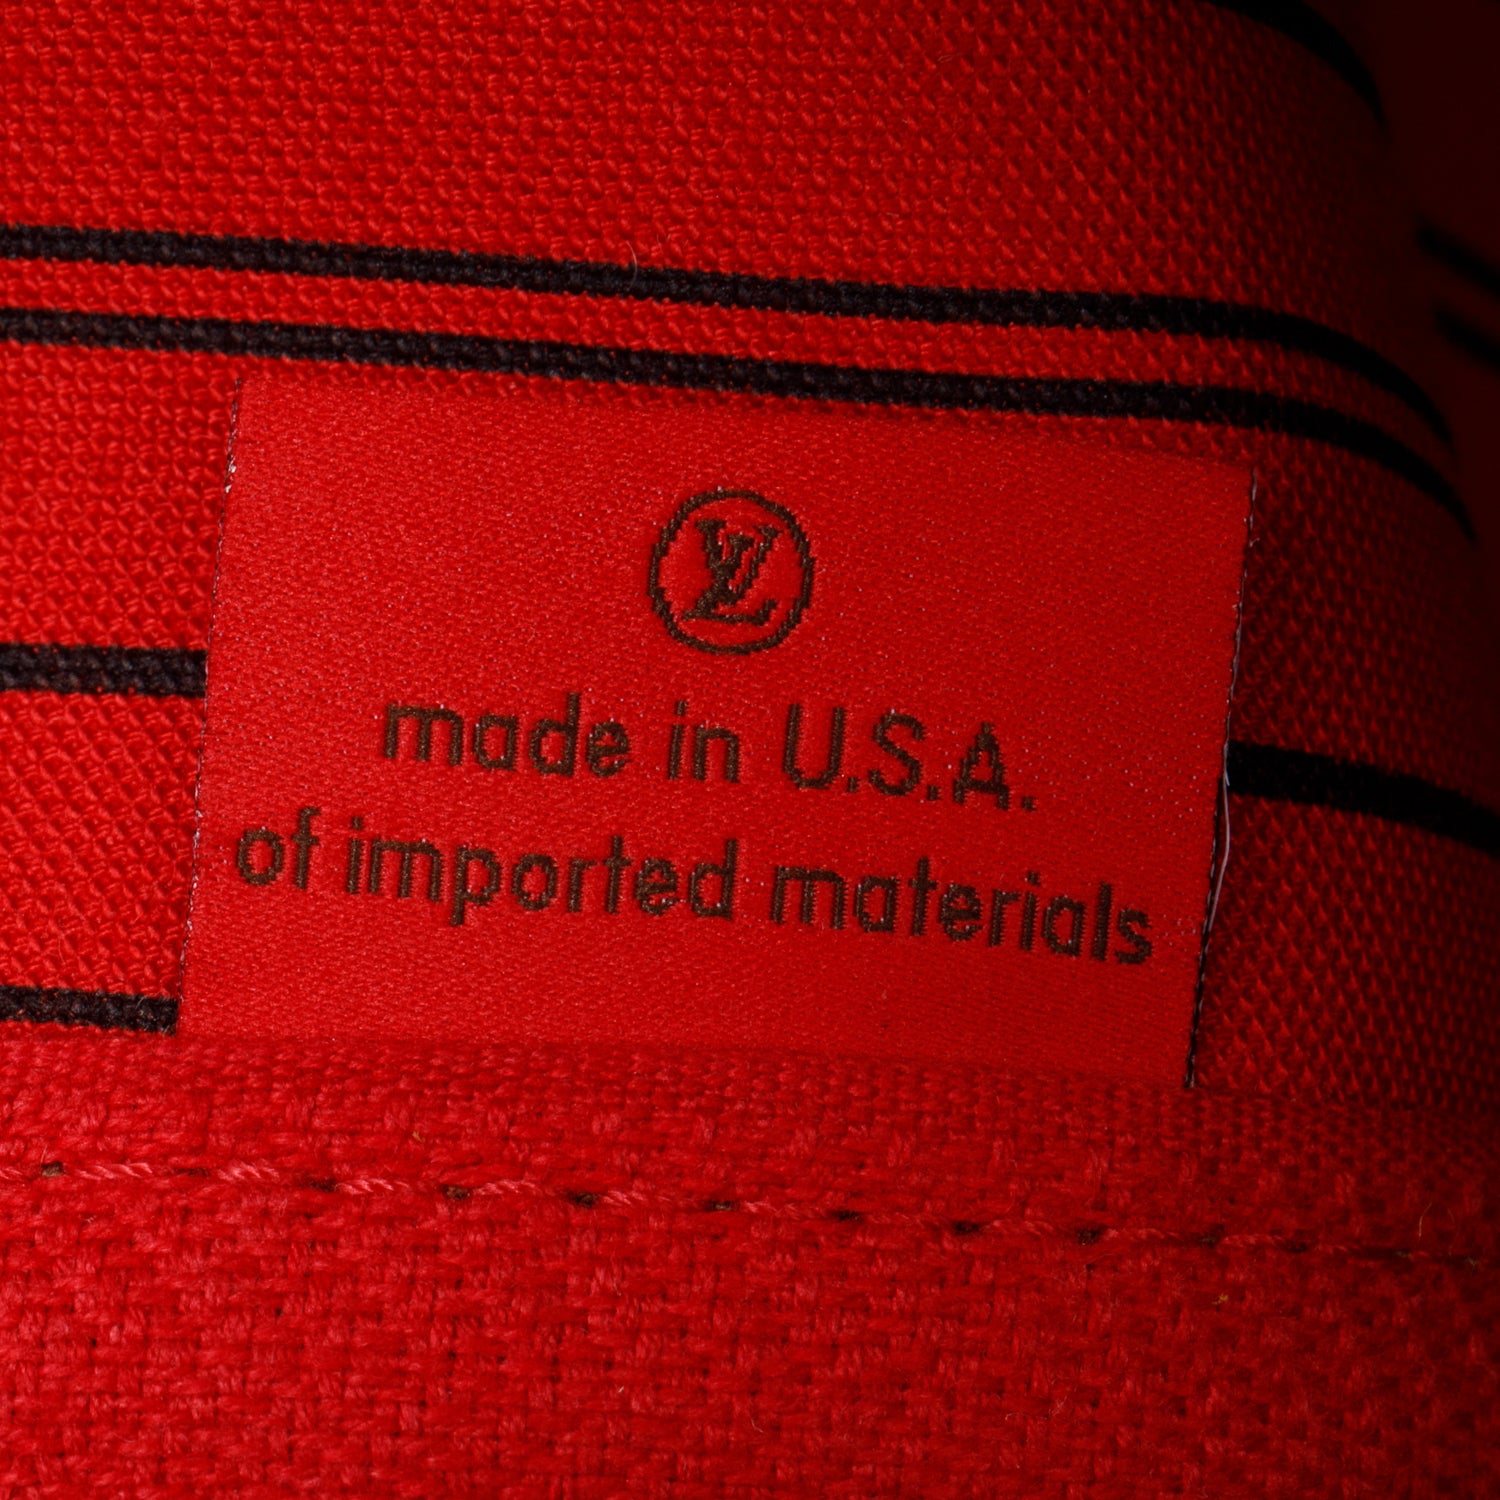 LV
made in U.S.A.
of imported materials